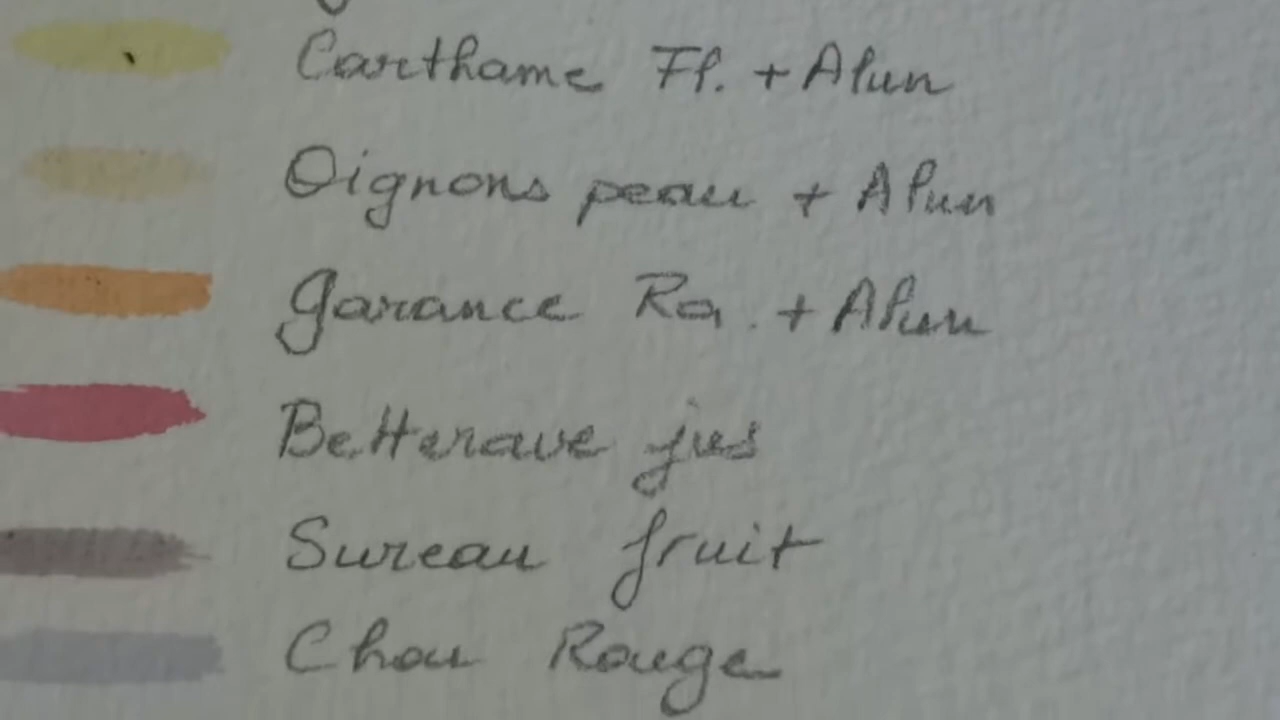 Carthame Fl. + Alun
Oignons peau + Alun
Garance Ra. + Alun
Betterave jus
Sureau fruit
Chou Rouge